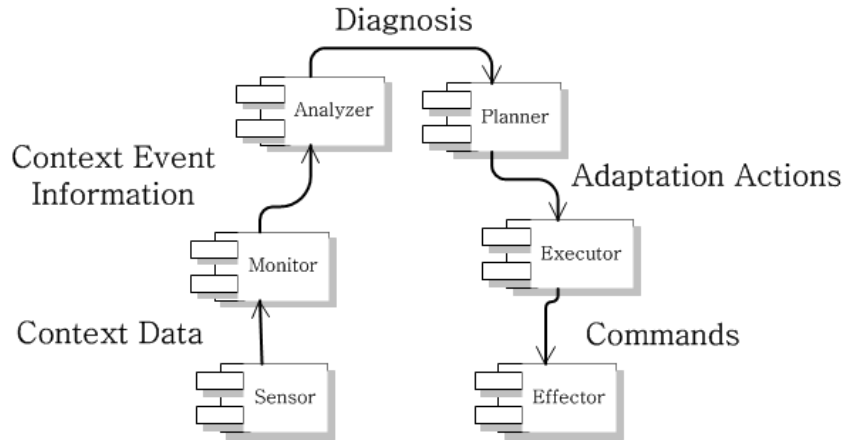 Diagnosis
Analyzer
Planner
Context Event
Information
Adaptation Actions
Monitor
Executor
Context Data
Commands
Sensor
Effector